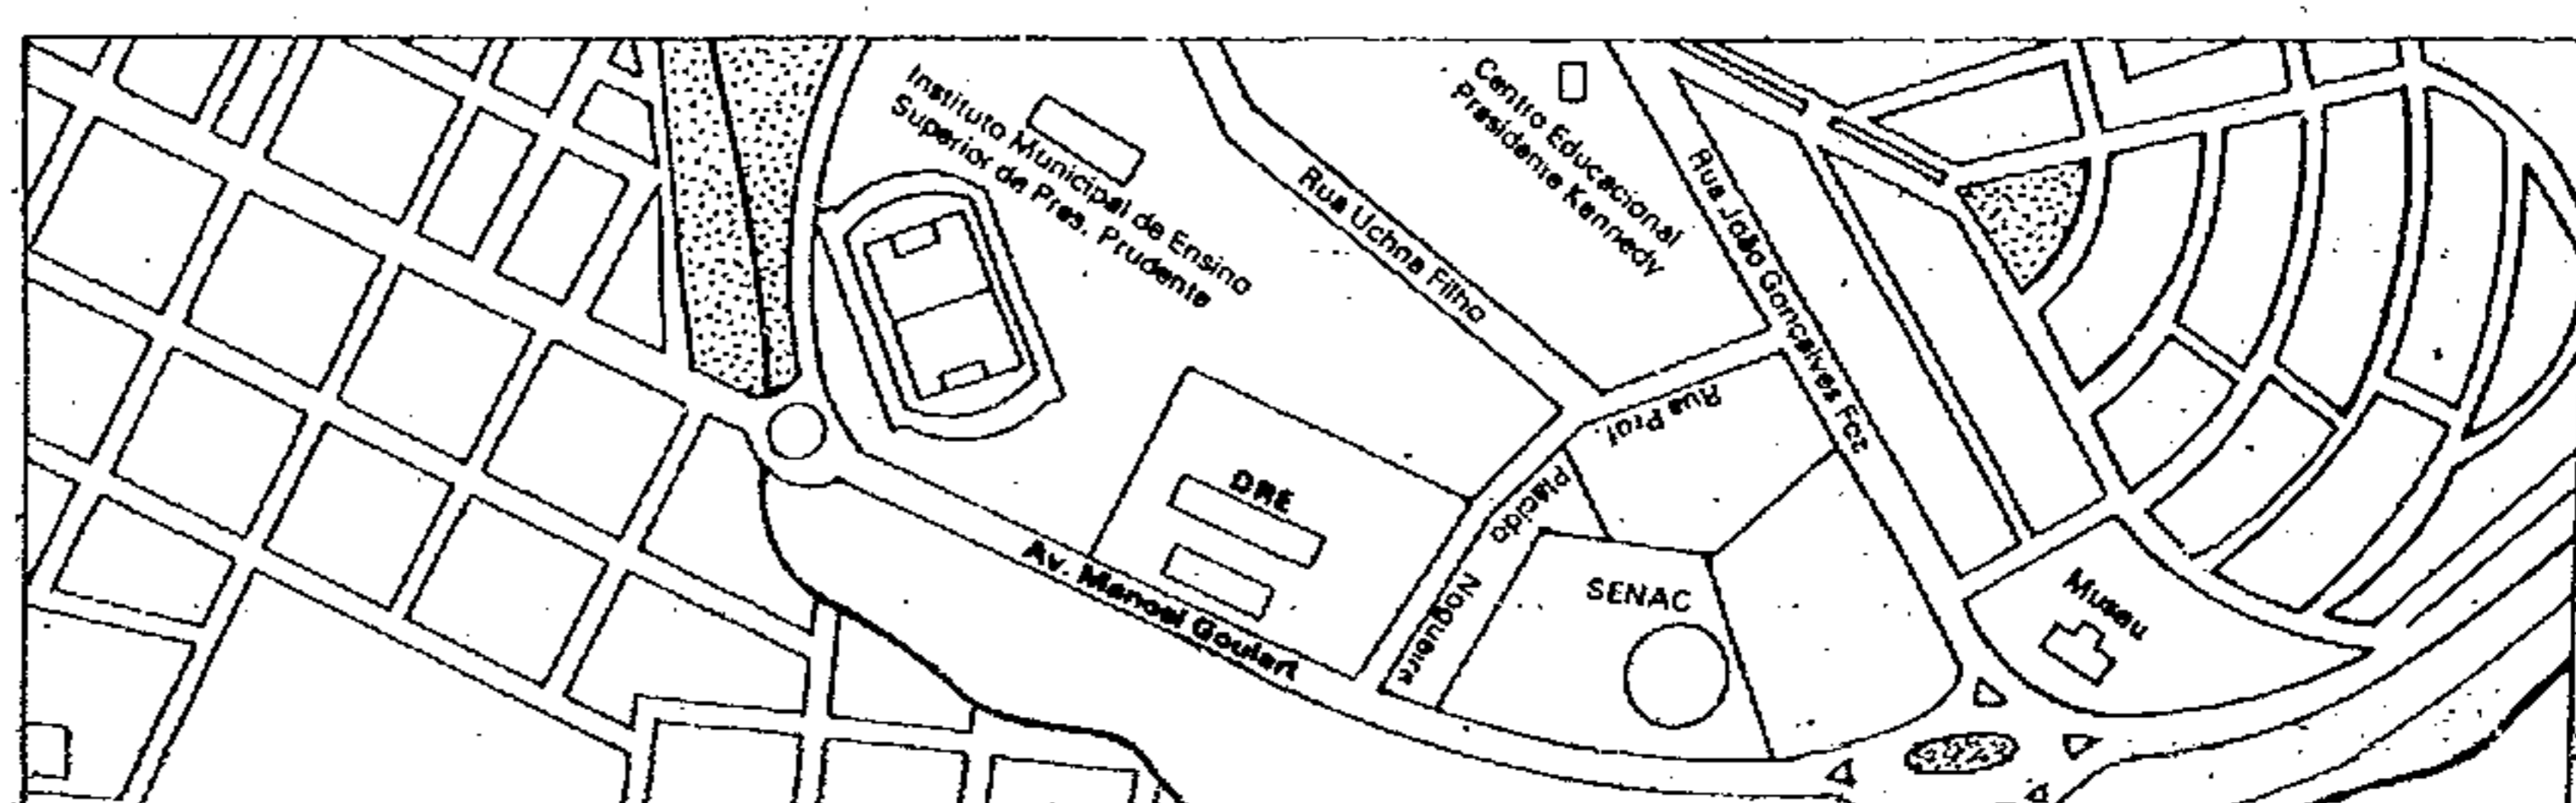 Instituto Municipal de Ensino
Superior de Pres. Prudente
Rua Uchoa Filho
Centro Educacional
Presidente Kennedy
Rua João Gonçalves Foz
Rua Prof.
Plácido
Nogueira
DRE
Av. Manoel Goulart
SENAC
Museu